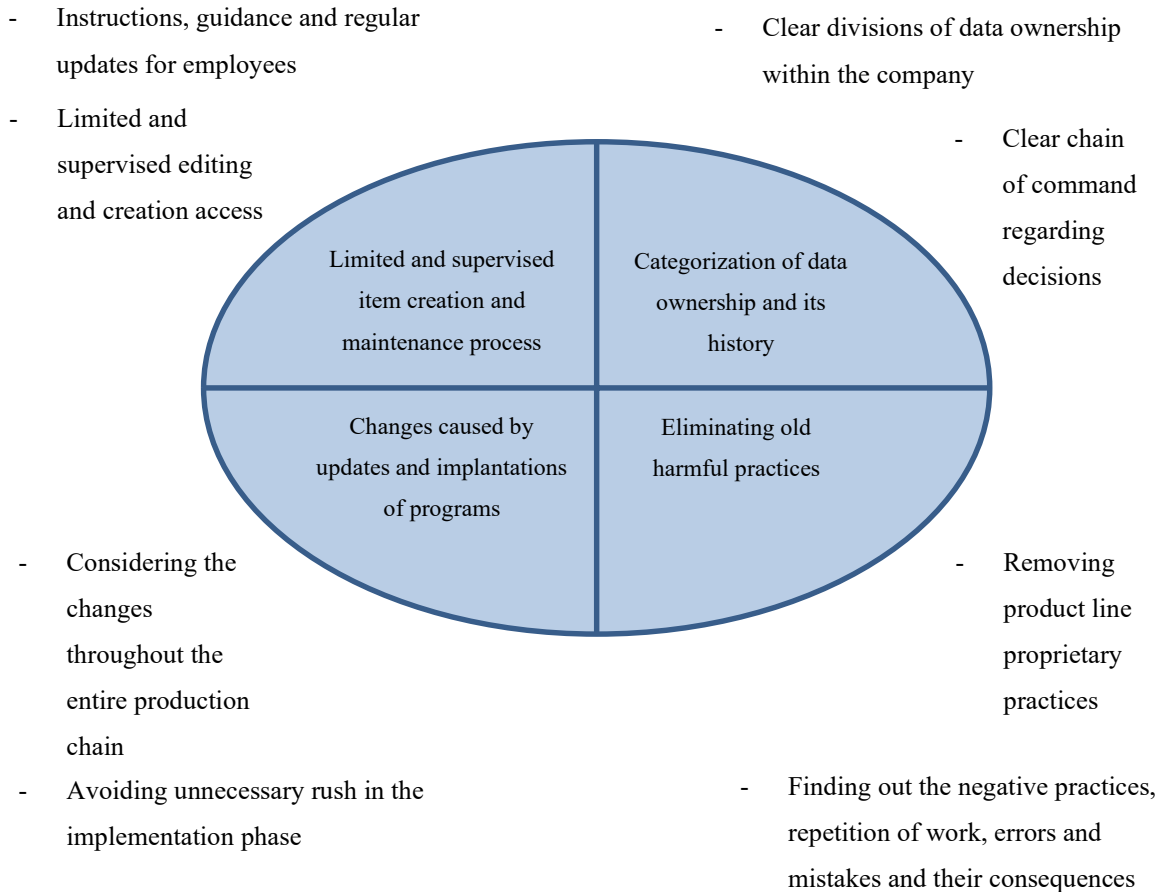 - Instructions, guidance and regular
updates for employees
- Limited and
supervised editing
and creation access
- Clear divisions of data ownership
within the company
- Clear chain
of command
regarding
decisions
Limited and supervised
item creation and
maintenance process
Categorization of data
ownership and its
history
Changes caused by
updates and implantations
of programs
Eliminating old
harmful practices
- Considering the
changes
throughout the
entire production
chain
- Avoiding unnecessary rush in the
implementation phase
- Removing
product line
proprietary
practices
- Finding out the negative practices,
repetition of work, errors and
mistakes and their consequences